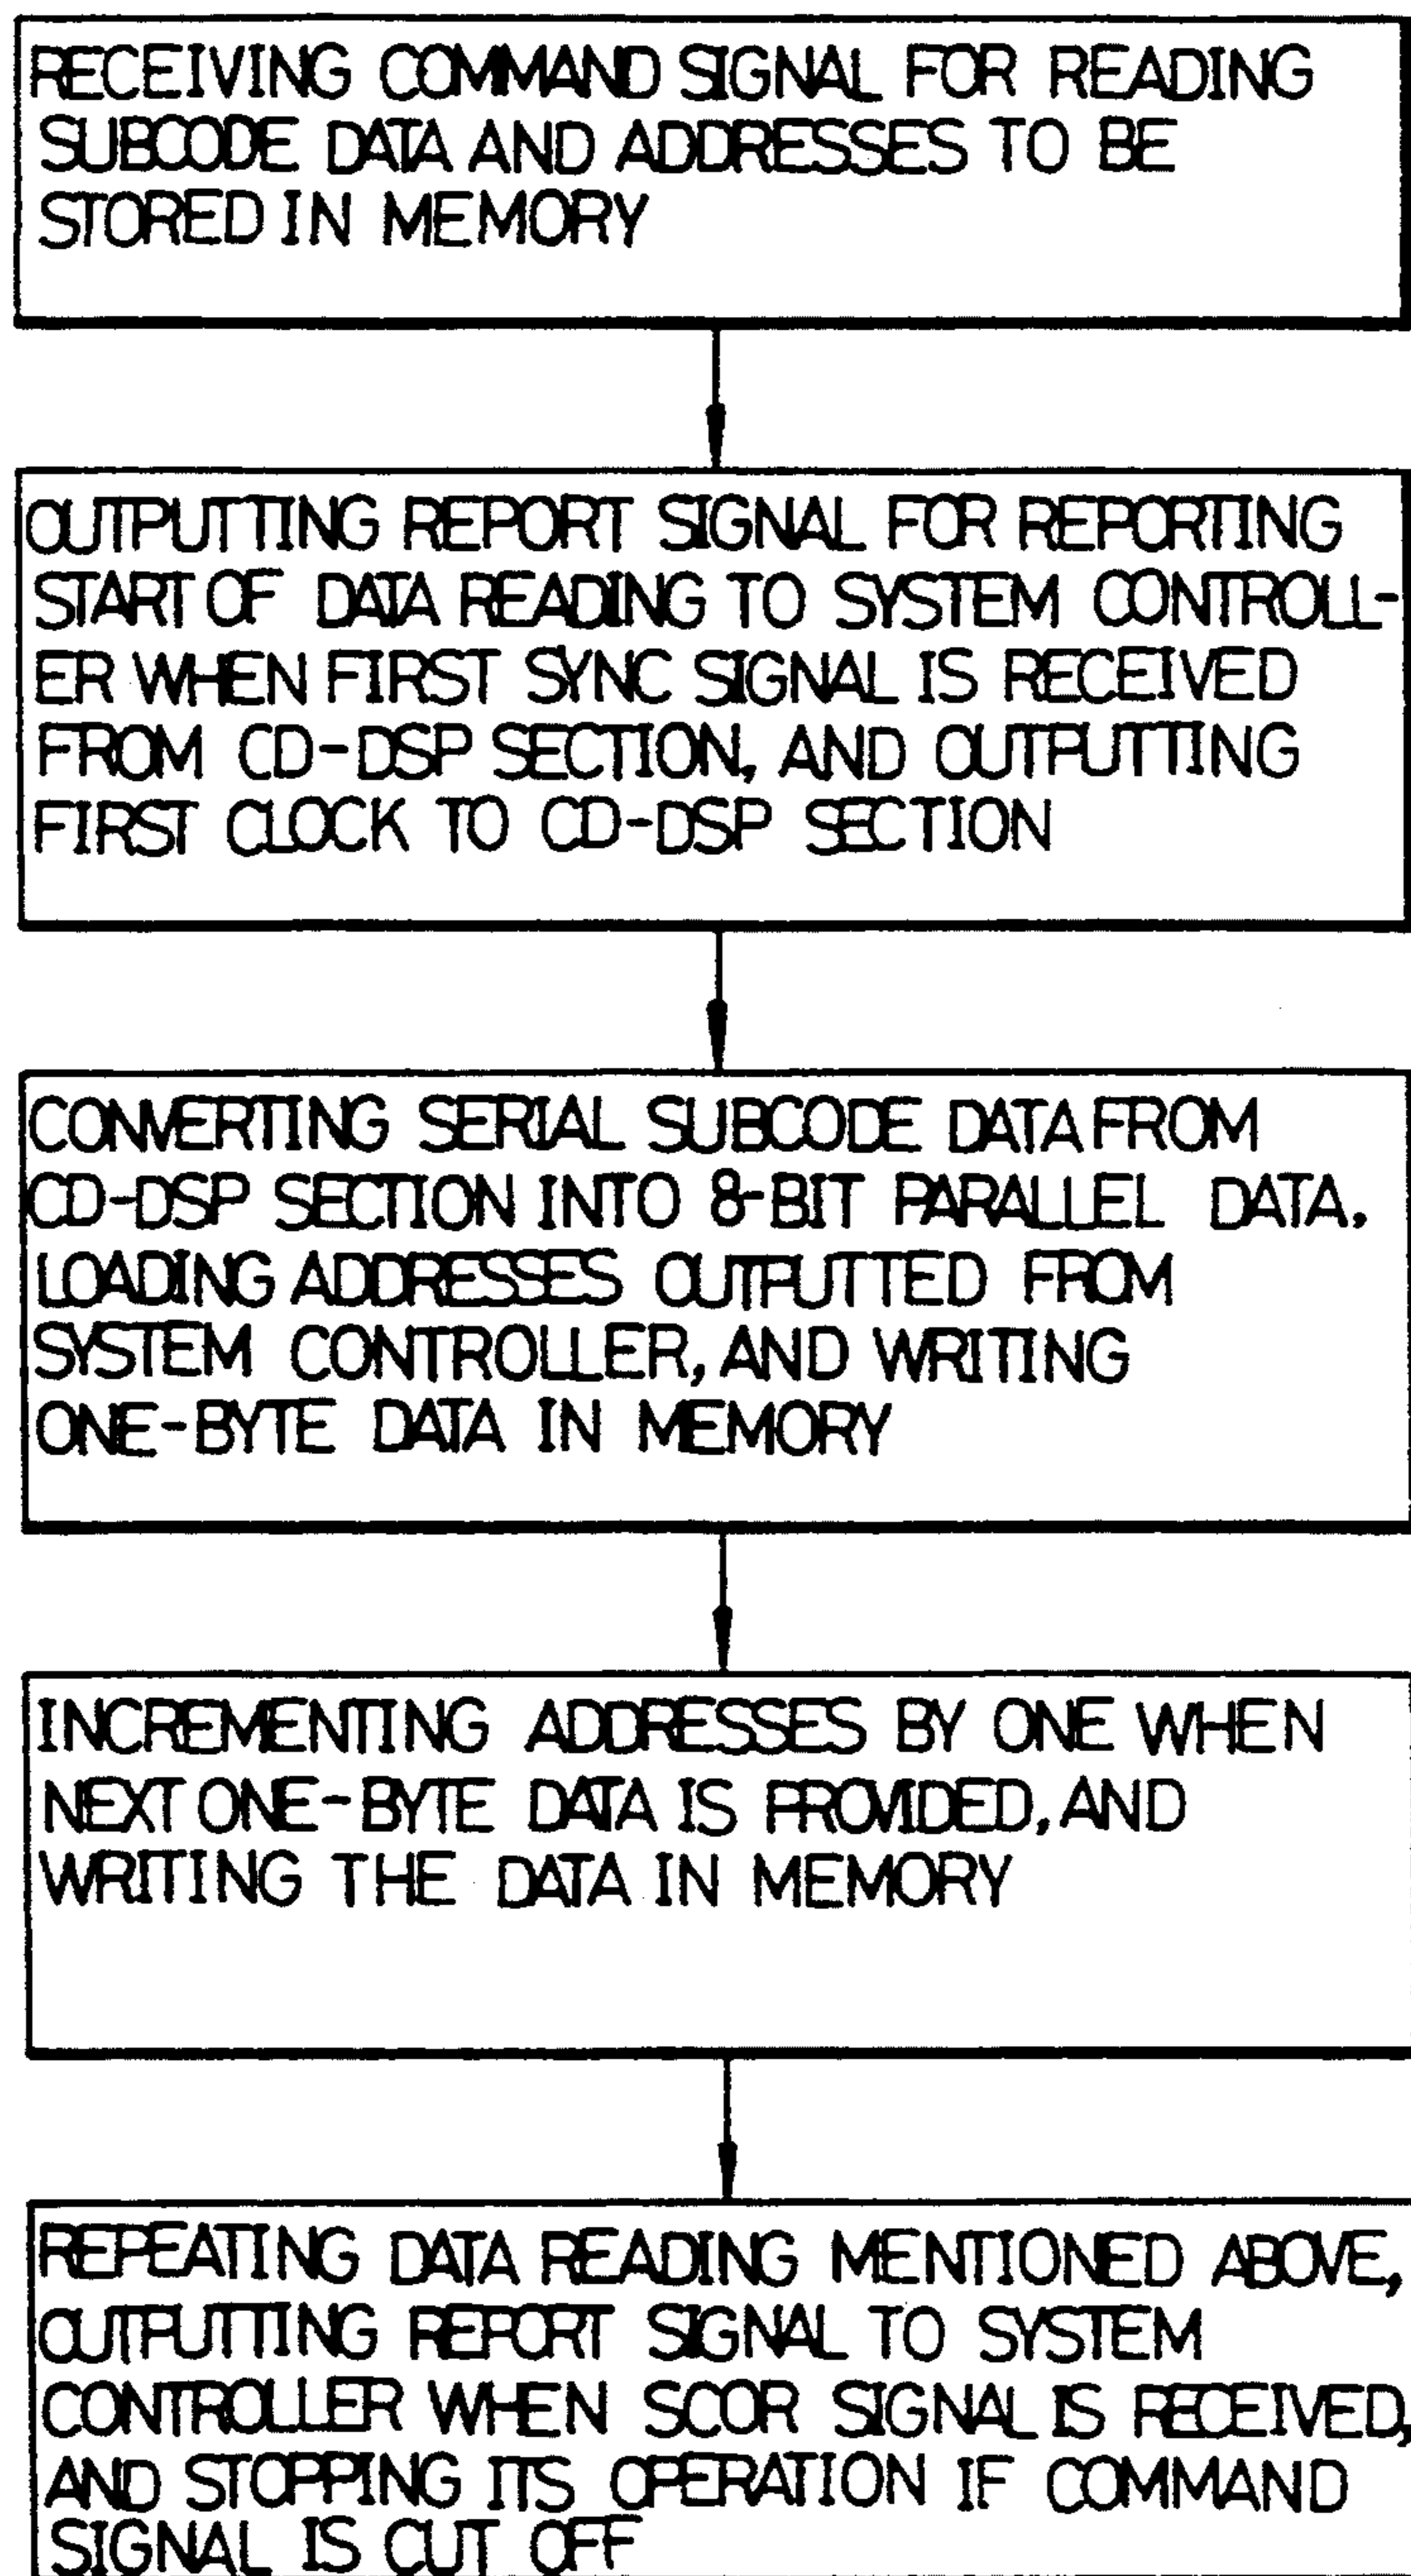 RECEIVING COMMAND SIGNAL FOR READING
SUBCODE DATA AND ADDRESSES TO BE
STORED IN MEMORY
OUTPUTTING REPORT SIGNAL FOR REPORTING
START OF DATA READING TO SYSTEM CONTROLL-
ER WHEN FIRST SYNC SIGNAL IS RECEIVED
FROM CD-DSP SECTION, AND OUTPUTTING
FIRST CLOCK TO CD-DSP SECTION
CONVERTING SERIAL SUBCODE DATA FROM
CD-DSP SECTION INTO 8-BIT PARALLEL DATA.
LOADING ADDRESSES OUTPUTTED FROM
SYSTEM CONTROLLER, AND WRITING
ONE-BYTE DATA IN MEMORY
INCREMENTING ADDRESSES BY ONE WHEN
NEXT ONE-BYTE DATA IS PROVIDED, AND
WRITING THE DATA IN MEMORY
REPEATING DATA READING MENTIONED ABOVE,
OUTPUTTING REPORT SIGNAL TO SYSTEM
CONTROLLER WHEN SCOR SIGNAL IS RECEIVED,
AND STOPPING ITS OPERATION IF COMMAND
SIGNAL IS CUT OFF